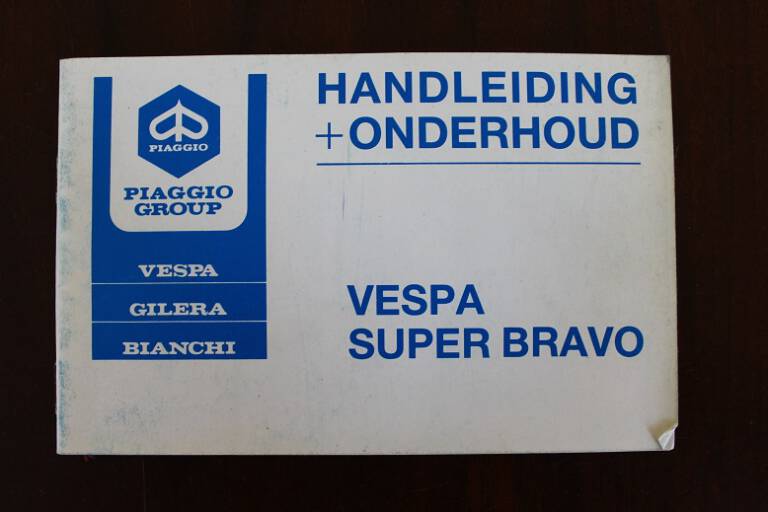 PIAGGIO
PIAGGIO
GROUP
VESPA
GILERA
BIANCHI
HANDLEIDING
+ONDERHOUD
VESPA
SUPER BRAVO